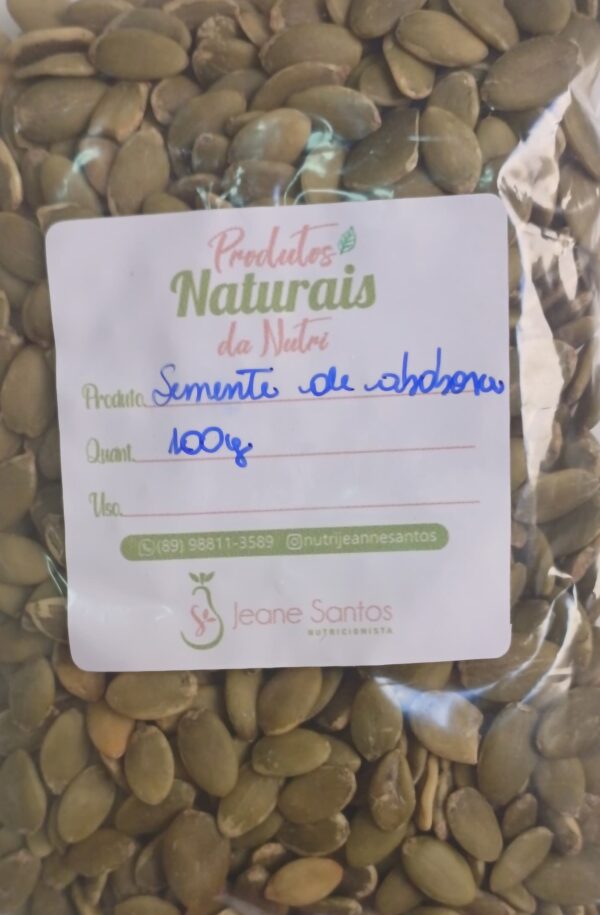 Produtos
Naturais
da Nutri
Produto Semente de abobora
Quant. 100g
Uso
(89) 98811-3589 nutrijeannesantos
Jeane Santos
NUTRICIONISTA